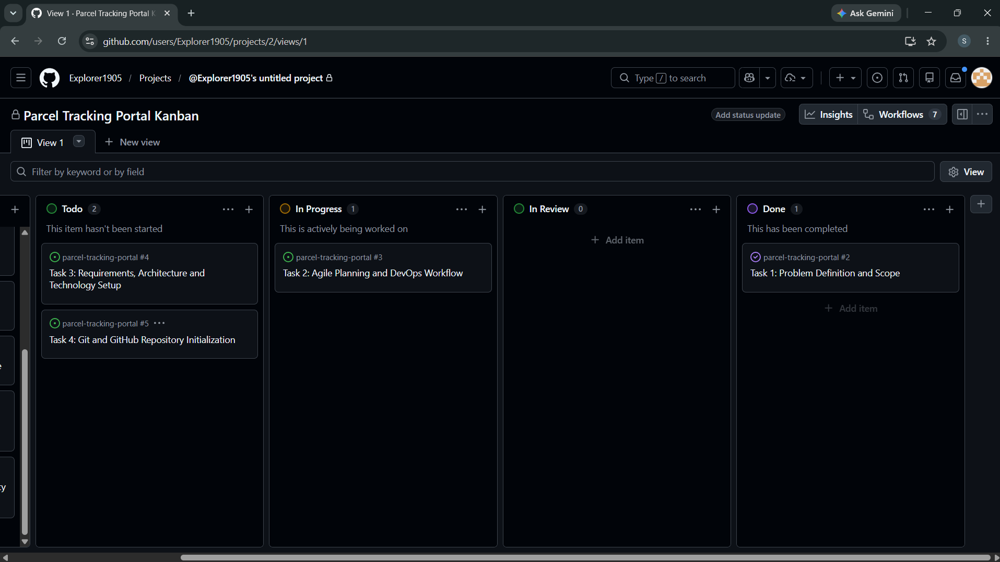 View 1 · Parcel Tracking Portal K
Ask Gemini
github.com/users/Explorer1905/projects/2/views/1
S
Explorer1905 / Projects / @Explorer1905's untitled project
Type / to search
Parcel Tracking Portal Kanban
Add status update
Insights
Workflows 7
View 1
New view
Filter by keyword or by field
View
Todo 2
This item hasn't been started
parcel-tracking-portal #4
Task 3: Requirements, Architecture and
Technology Setup
parcel-tracking-portal #5
Task 4: Git and GitHub Repository Initialization
In Progress 1
This is actively being worked on
parcel-tracking-portal #3
Task 2: Agile Planning and DevOps Workflow
In Review 0
Add item
Done 1
This has been completed
parcel-tracking-portal #2
Task 1: Problem Definition and Scope
Add item